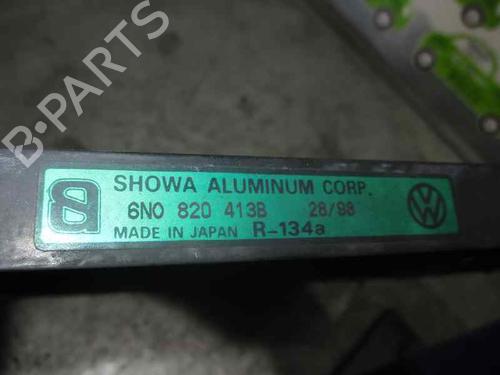 B-PARTS
SHOWA ALUMINUM CORP.
6N0 820 413B 28/98
MADE IN JAPAN R-134a